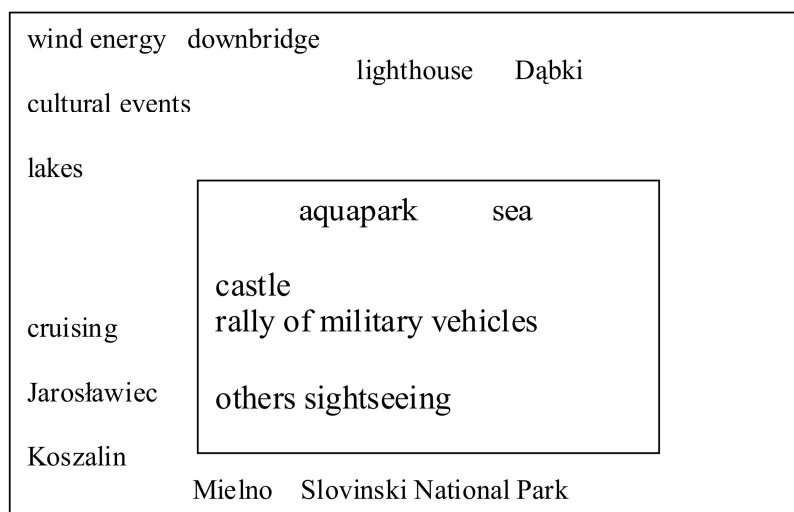 wind energy downbridge
lighthouse Dąbki
cultural events
lakes
aquapark sea
castle
rally of military vehicles
cruising
Jarosławiec
others sightseeing
Koszalin
Mielno Slovinski National Park